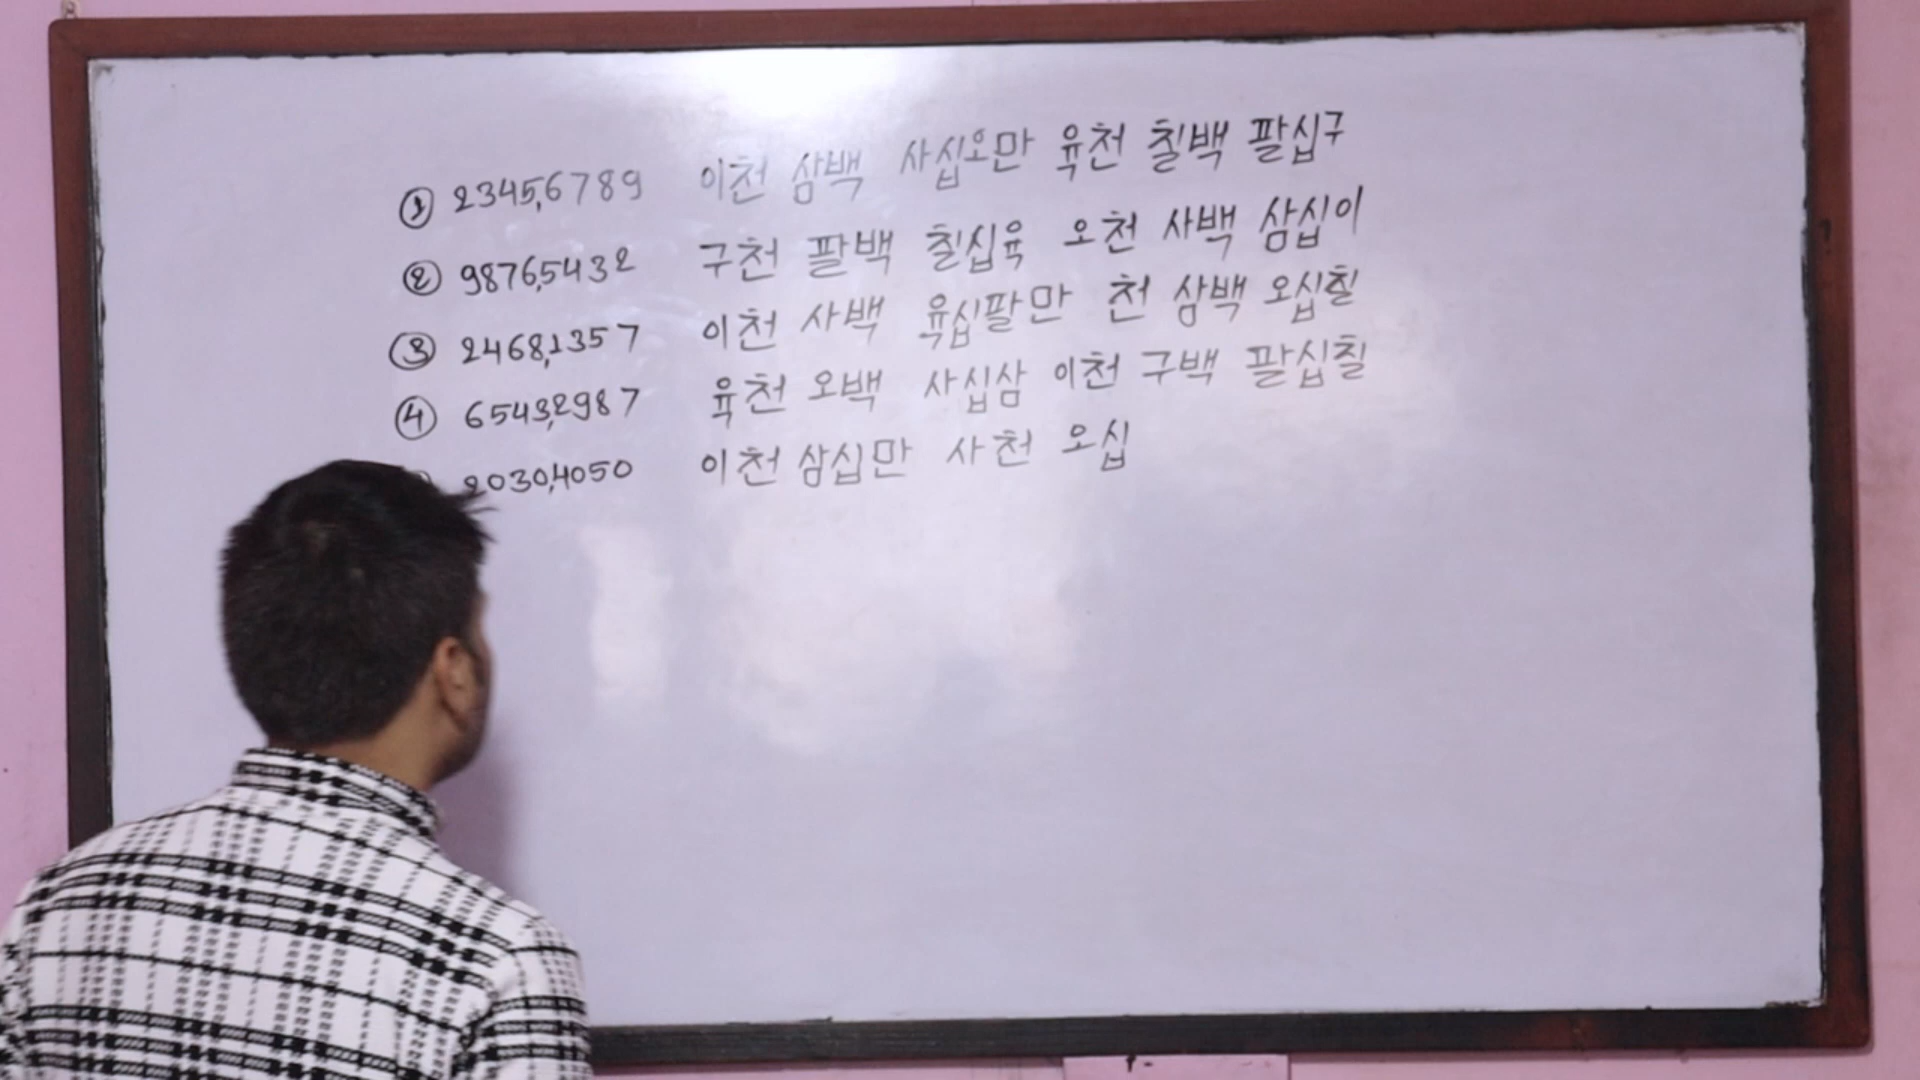 ① 2345,6789 이천 삼백 사십오만 육천 칠백 팔십구
② 9876,5432 구천 팔백 칠십육 오천 사백 삼십이
③ 2468,1357 이천 사백 육십팔만 천 삼백 오십칠
④ 6543,2987 육천 오백 사십삼 이천 구백 팔십칠
2030,4050 이천 삼십만 사천 오십